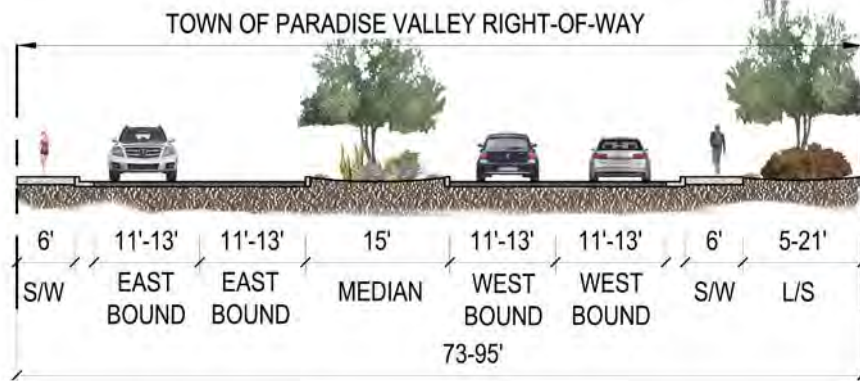 TOWN OF PARADISE VALLEY RIGHT-OF-WAY
6' 11'-13' 11'-13' 15' 11'-13' 11'-13' 6' 5-21'
S/W EAST BOUND EAST BOUND MEDIAN WEST BOUND WEST BOUND S/W L/S
73-95'